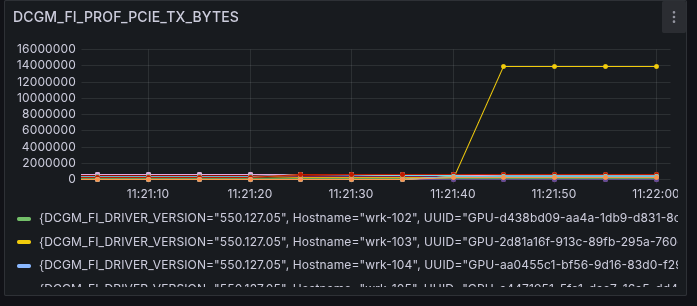 DCGM_FI_PROF_PCIE_TX_BYTES
16000000
14000000
12000000
10000000
8000000
6000000
4000000
2000000
0
11:21:10 11:21:20 11:21:30 11:21:40 11:21:50 11:22:00
{DCGM_FI_DRIVER_VERSION="550.127.05", Hostname="wrk-102", UUID="GPU-d438bd09-aa4a-1db9-d831-8c
{DCGM_FI_DRIVER_VERSION="550.127.05", Hostname="wrk-103", UUID="GPU-2d81a16f-913c-89fb-295a-760
{DCGM_FI_DRIVER_VERSION="550.127.05", Hostname="wrk-104", UUID="GPU-aa0455c1-bf56-9d16-83d0-f29